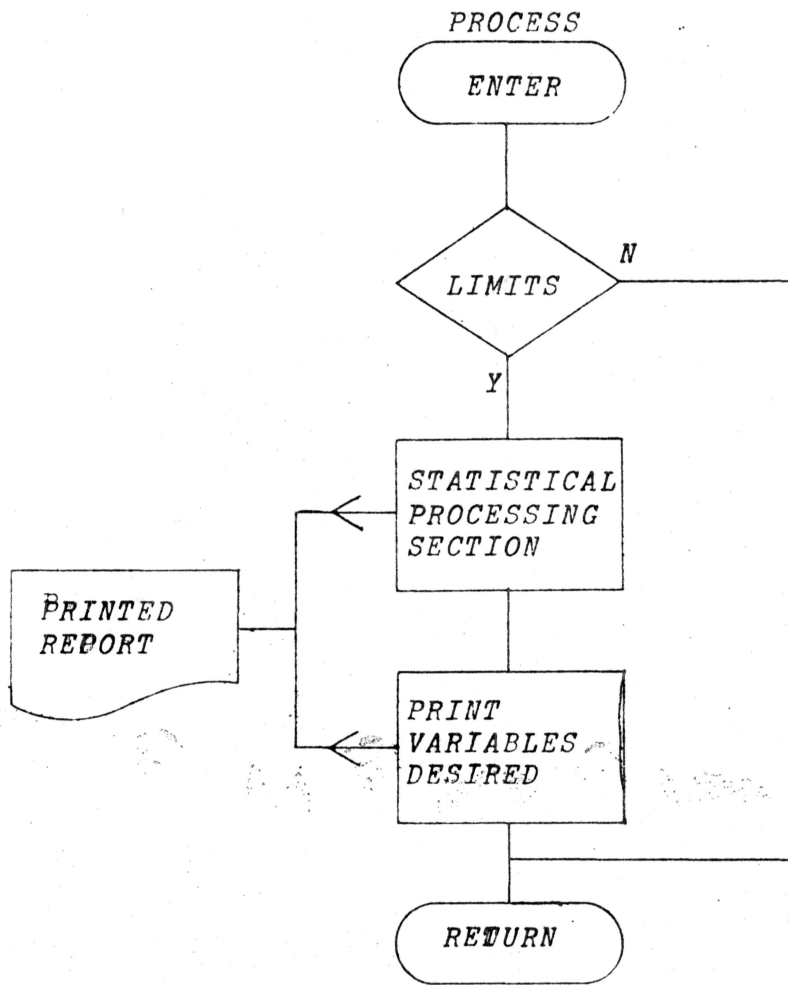 PROCESS
ENTER
LIMITS
N
Y
STATISTICAL
PROCESSING
SECTION
PRINTED
REPORT
PRINT
VARIABLES
DESIRED
RETURN